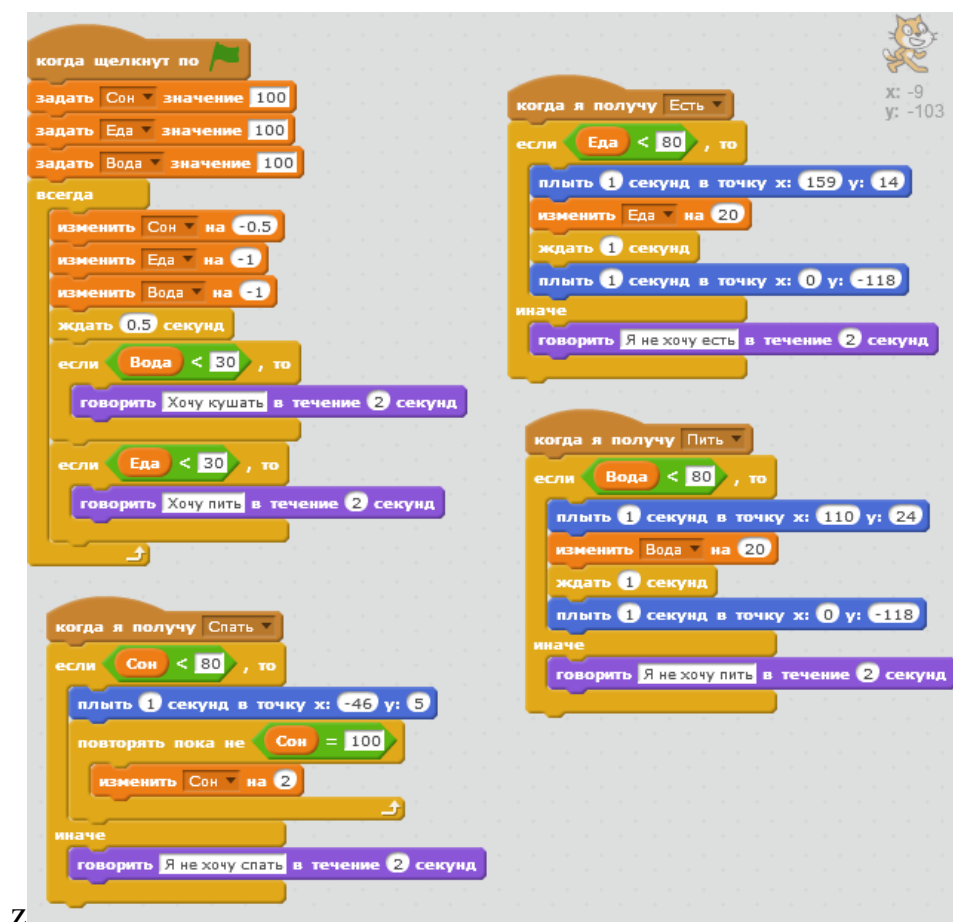 когда щелкнут по
задать Сон значение 100
задать Еда значение 100
задать Вода значение 100
всегда
изменить Сон на -0.5
изменить Еда на -1
изменить Вода на -1
ждать 0.5 секунд
если Вода < 30 , то
говорить Хочу кушать в течение 2 секунд
если Еда < 30 , то
говорить Хочу пить в течение 2 секунд
когда я получу Спать
если Сон < 80 , то
плыть 1 секунд в точку x: -46 y: 5
повторять пока не Сон = 100
изменить Сон на 2
иначе
говорить Я не хочу спать в течение 2 секунд
x: -9
y: -103
когда я получу Есть
если Еда < 80 , то
плыть 1 секунд в точку x: 159 y: 14
изменить Еда на 20
ждать 1 секунд
плыть 1 секунд в точку x: 0 y: -118
иначе
говорить Я не хочу есть в течение 2 секунд
когда я получу Пить
если Вода < 80 , то
плыть 1 секунд в точку x: 110 y: 24
изменить Вода на 20
ждать 1 секунд
плыть 1 секунд в точку x: 0 y: -118
иначе
говорить Я не хочу пить в течение 2 секунд
Z